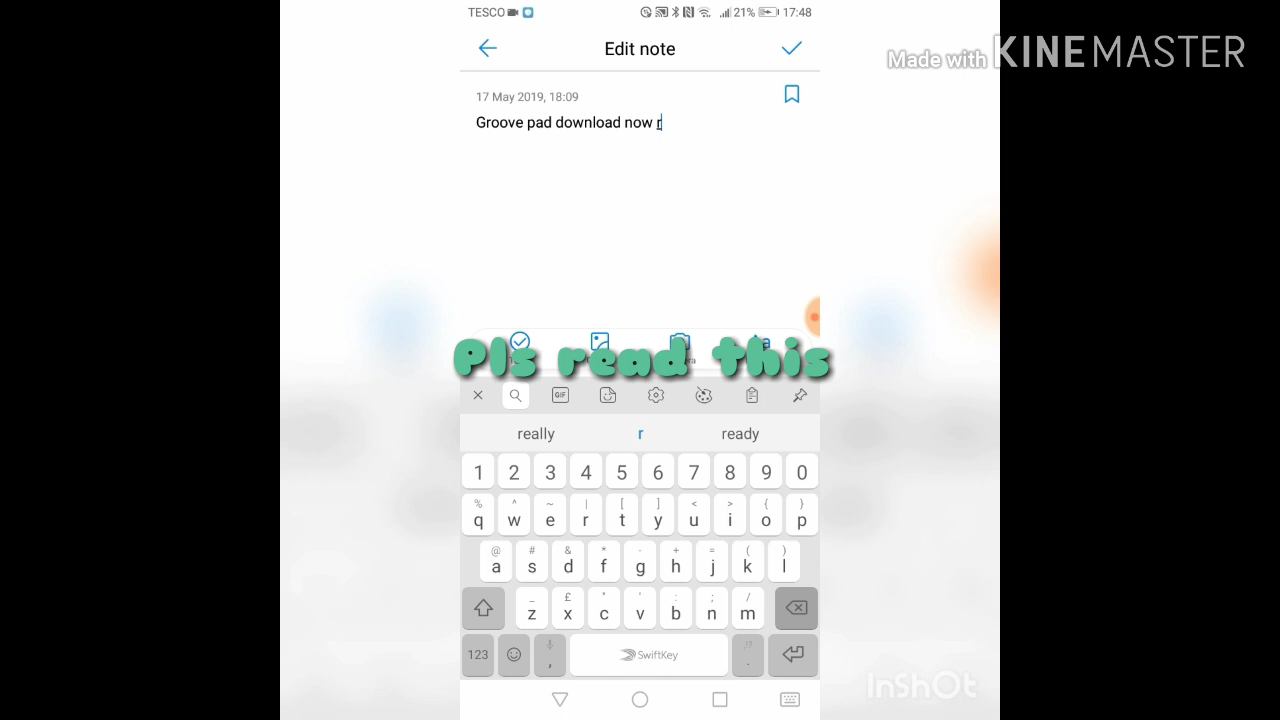 TESCO 21% 17:48
Edit note
Made with KINEMASTER
17 May 2019, 18:09
Groove pad download now r
Pls read this
GIF
really r ready
1 2 3 4 5 6 7 8 9 0
% ^ ~ | [ ] < > { }
q w e r t y u i o p
@ # & * - + = ( )
a s d f g h j k l
_ £ " ' : ; /
z x c v b n m
123 , SwiftKey !? .
InShOt